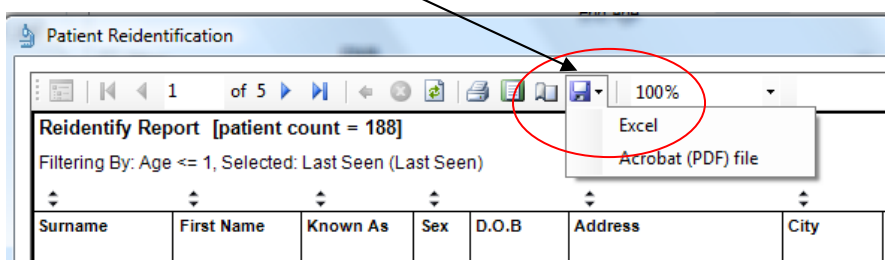 Patient Reidentification
1 of 5 100%
Reidentify Report [patient count = 188]
Excel
Filtering By: Age <= 1, Selected: Last Seen (Last Seen)
Acrobat (PDF) file
Surname First Name Known As Sex D.O.B Address City